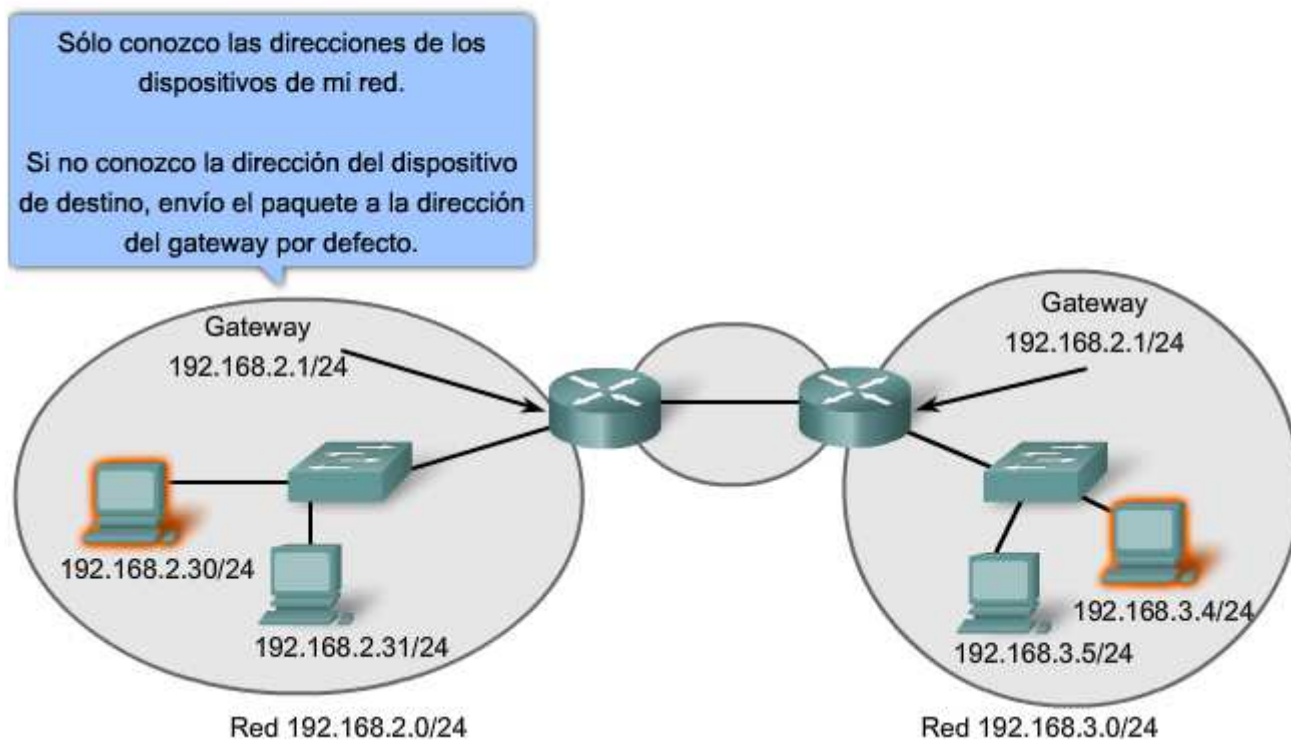 Sólo conozco las direcciones de los
dispositivos de mi red.
Si no conozco la dirección del dispositivo
de destino, envío el paquete a la dirección
del gateway por defecto.
Gateway
192.168.2.1/24
Gateway
192.168.2.1/24
192.168.2.30/24
192.168.2.31/24
192.168.3.4/24
192.168.3.5/24
Red 192.168.2.0/24
Red 192.168.3.0/24